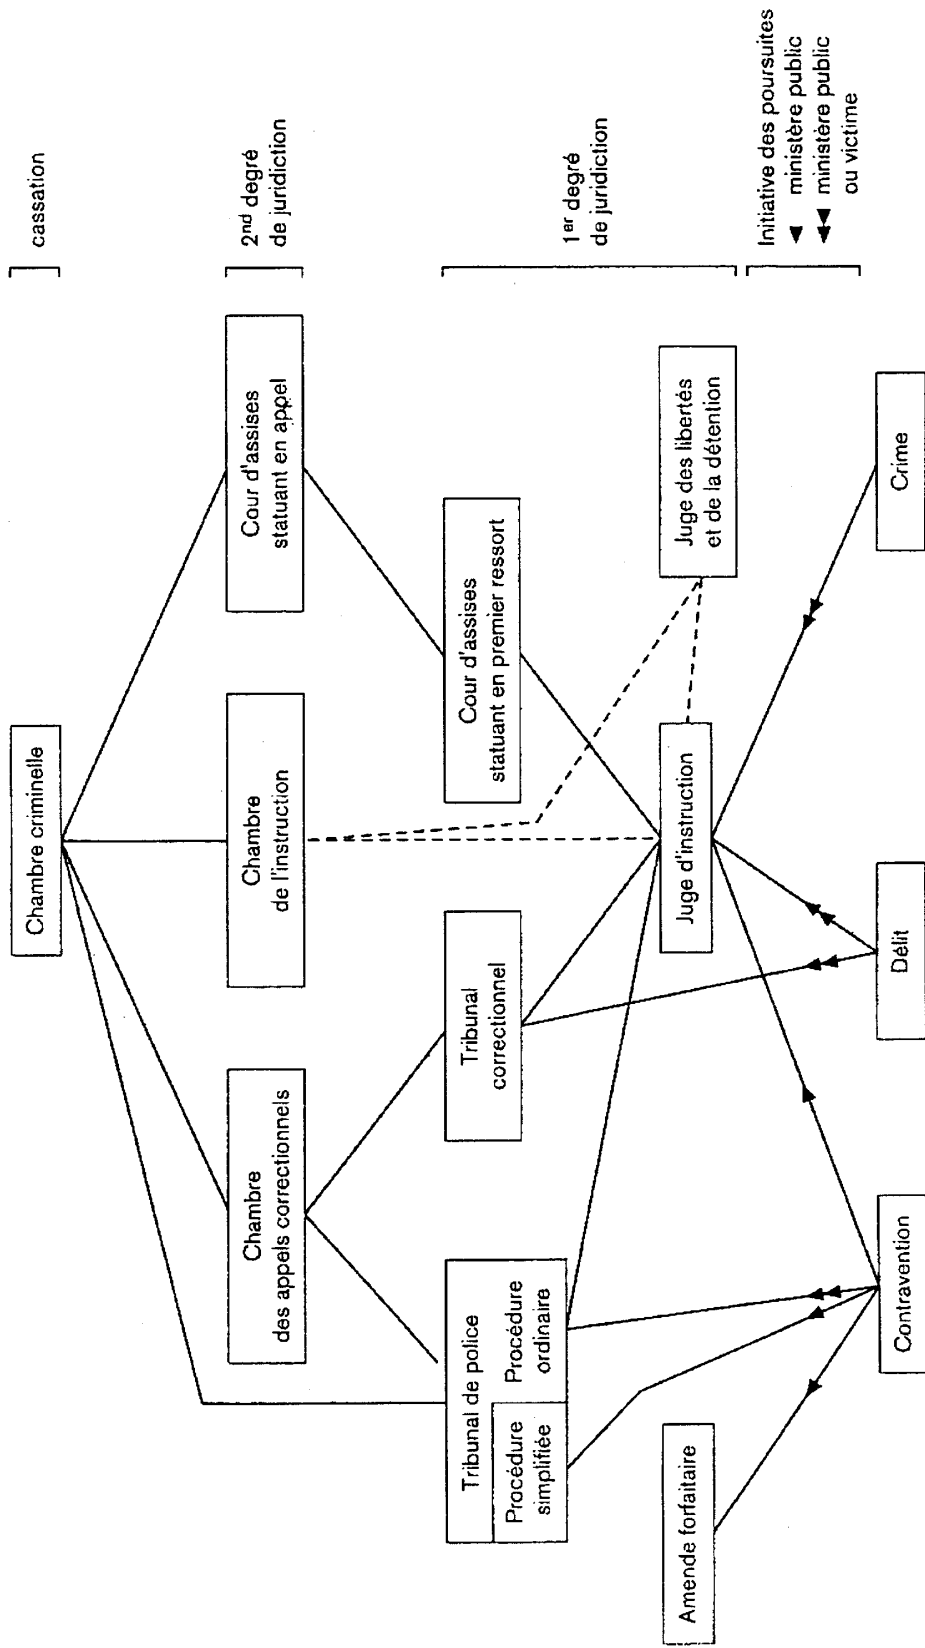 Chambre criminelle
cassation
Chambre
des appels correctionnels
Chambre
de l'instruction
Cour d'assises
statuant en appel
2nd degré
de juridiction
Tribunal de police
Procédure
simplifiée
Procédure
ordinaire
Tribunal
correctionnel
Cour d'assises
statuant en premier ressort
1er degré
de juridiction
Amende forfaitaire
Juge d'instruction
Juge des libertés
et de la détention
Initiative des poursuites
ministère public
ministère public
ou victime
Contravention
Délit
Crime